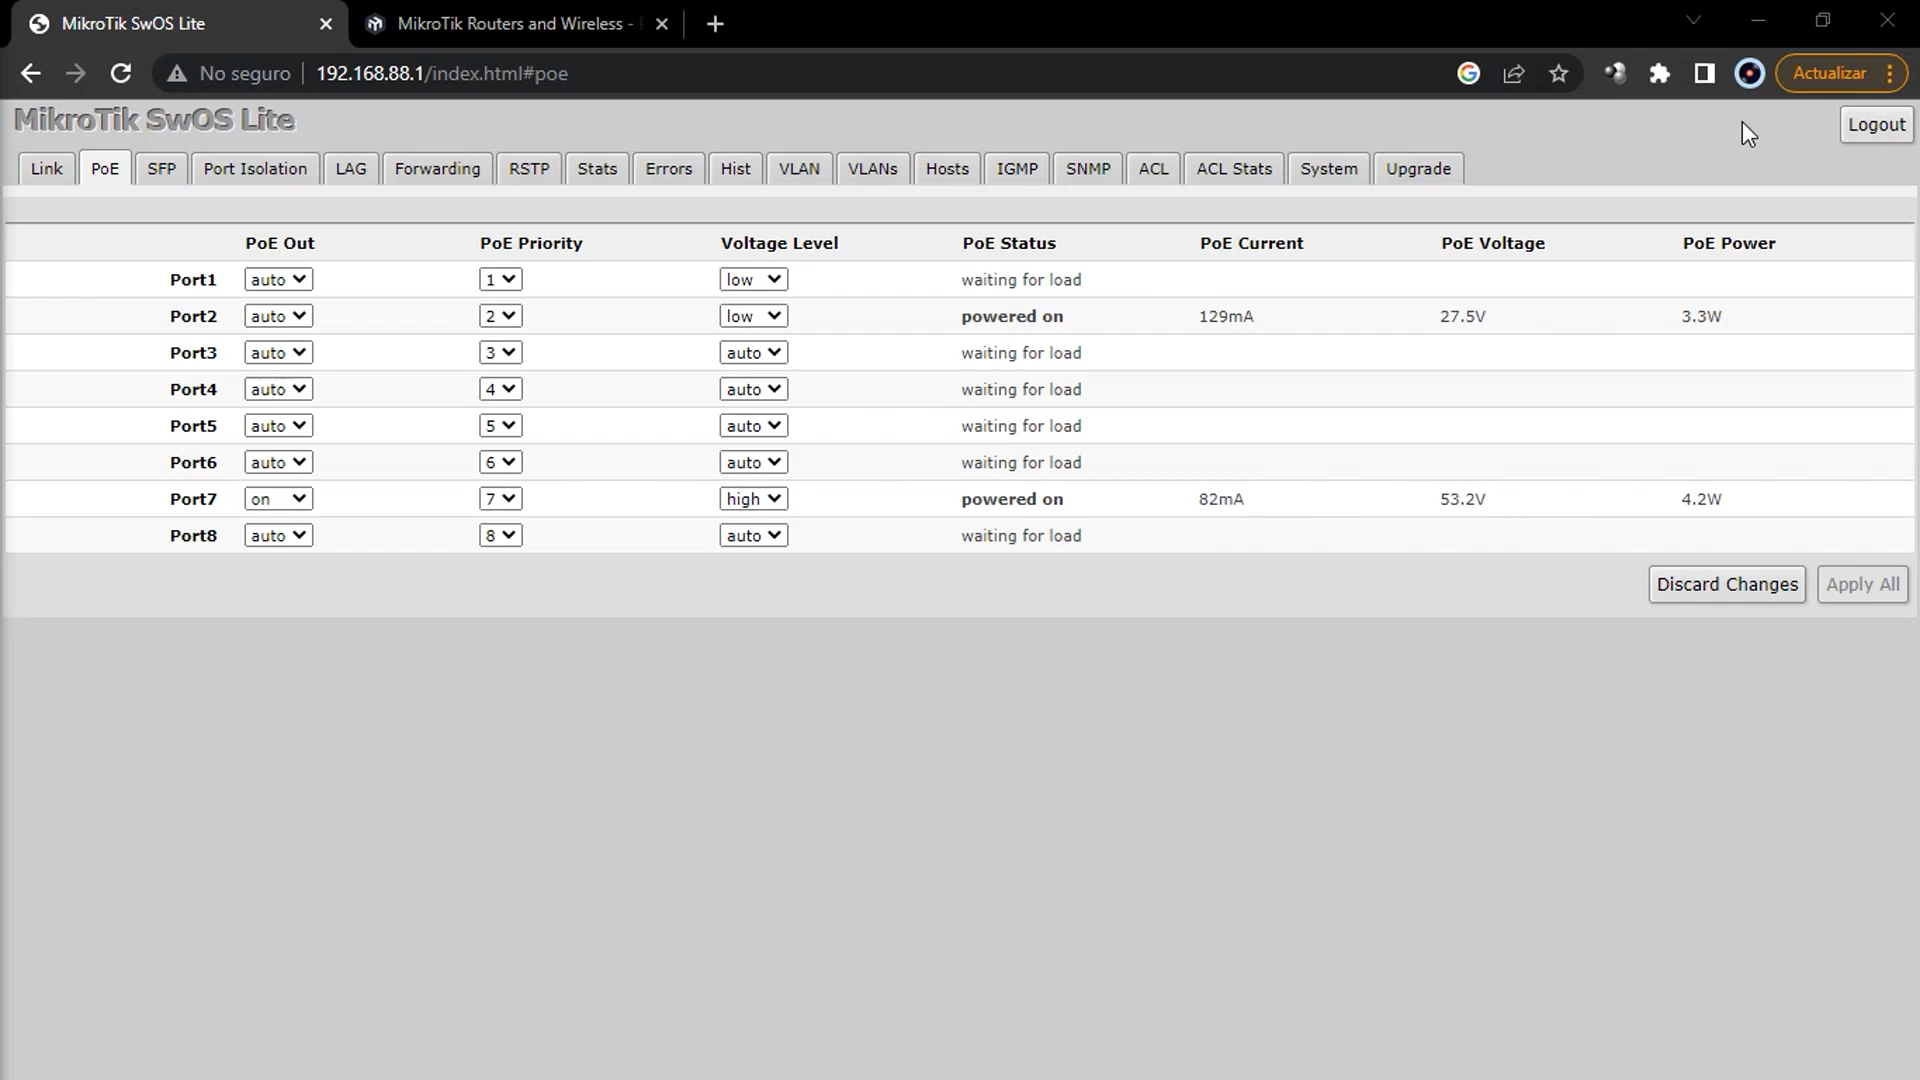 MikroTik SwOS Lite
MikroTik Routers and Wireless -
No seguro 192.168.88.1/index.html#poe
Actualizar
MikroTik SwOS Lite
Logout
Link PoE SFP Port Isolation LAG Forwarding RSTP Stats Errors Hist VLAN VLANs Hosts IGMP SNMP ACL ACL Stats System Upgrade
PoE Out PoE Priority Voltage Level PoE Status PoE Current PoE Voltage PoE Power
Port1 auto 1 low waiting for load
Port2 auto 2 low powered on 129mA 27.5V 3.3W
Port3 auto 3 auto waiting for load
Port4 auto 4 auto waiting for load
Port5 auto 5 auto waiting for load
Port6 auto 6 auto waiting for load
Port7 on 7 high powered on 82mA 53.2V 4.2W
Port8 auto 8 auto waiting for load
Discard Changes Apply All